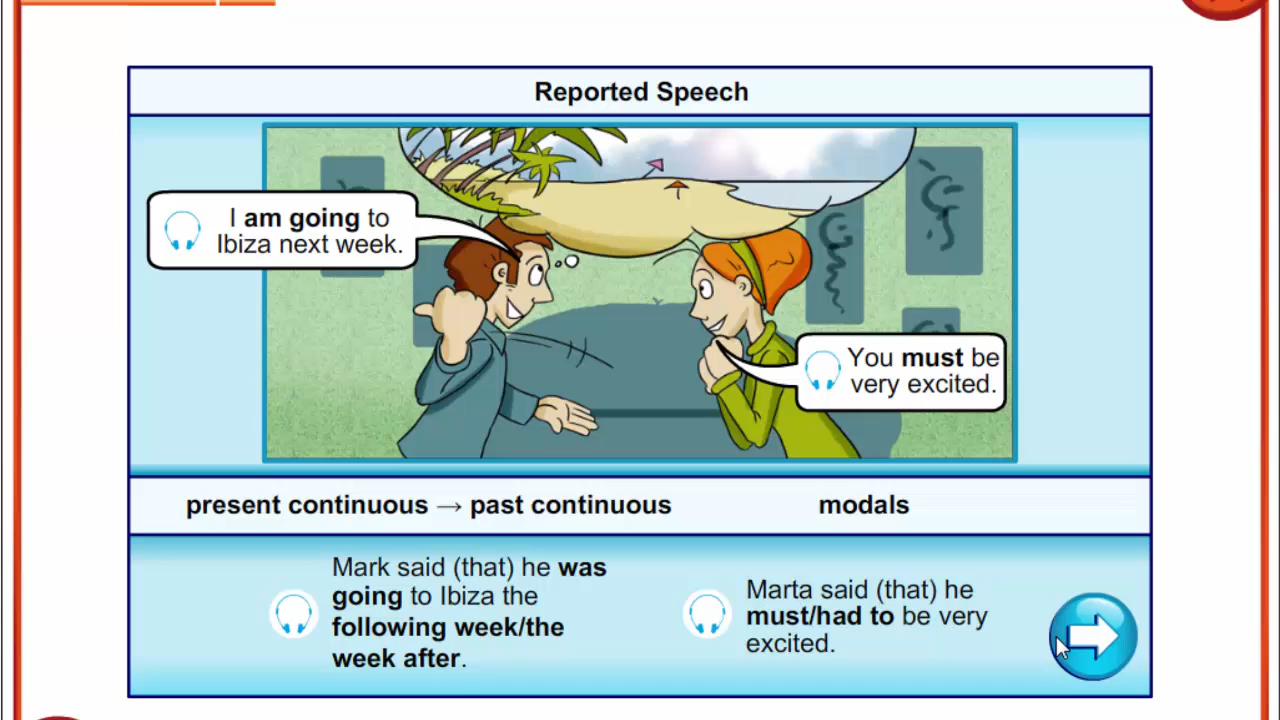 Reported Speech
I am going to
Ibiza next week.
You must be
very excited.
present continuous → past continuous
modals
Mark said (that) he was
going to Ibiza the
following week/the
week after.
Marta said (that) he
must/had to be very
excited.